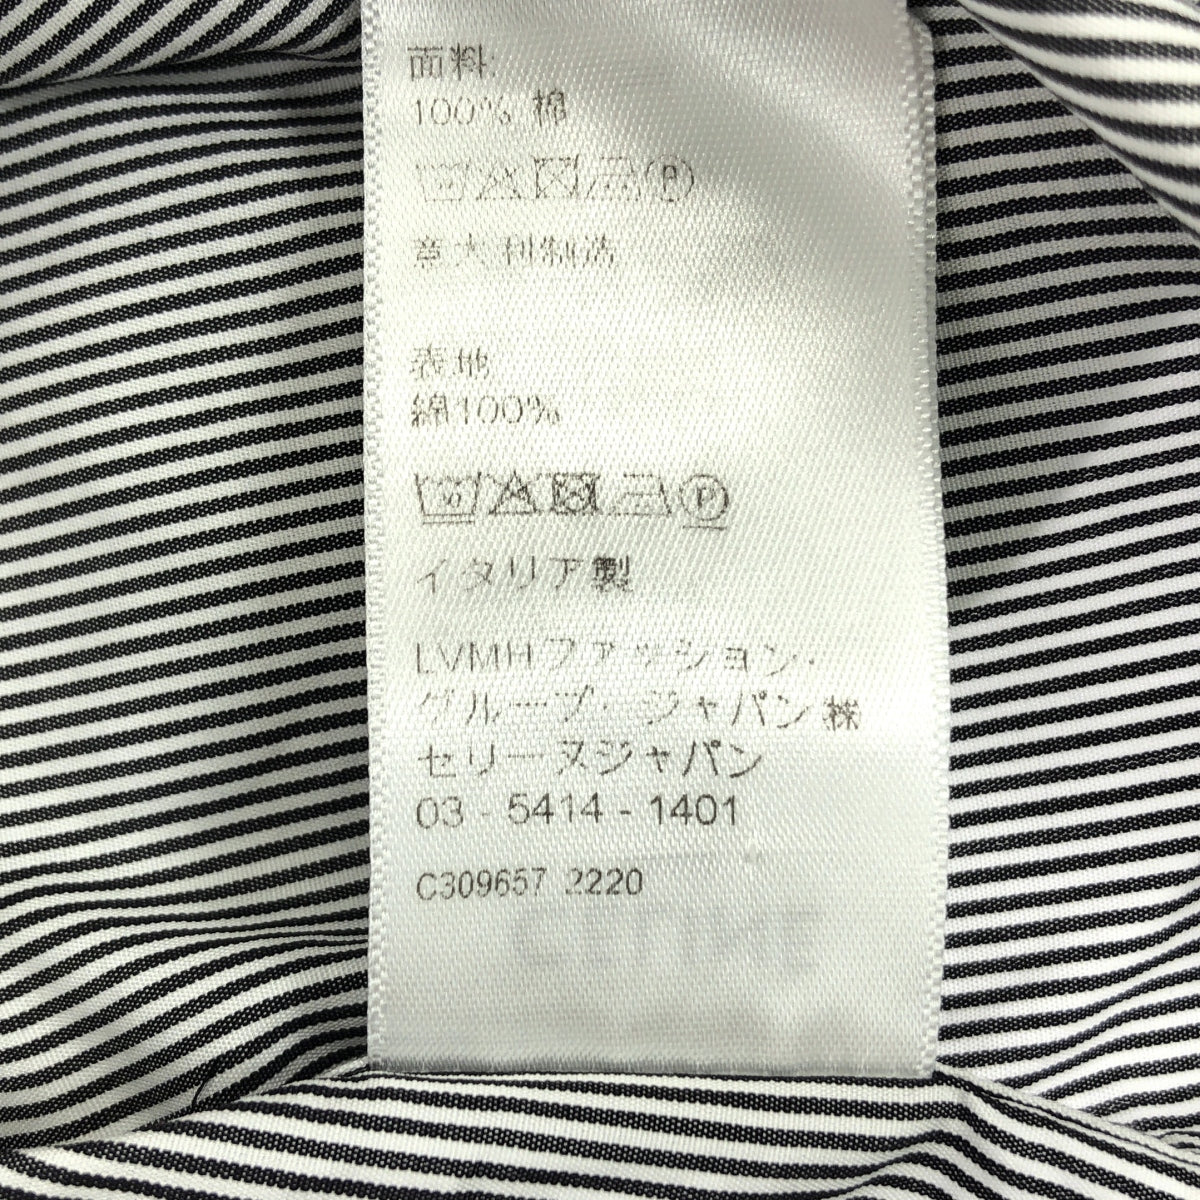 面料:
100% 棉
意大利制造
表地
綿100%
イタリア製
LVMHファッション・
グループ・ジャパン㈱
セリーヌジャパン
03 - 5414 - 1401
C309657 2220